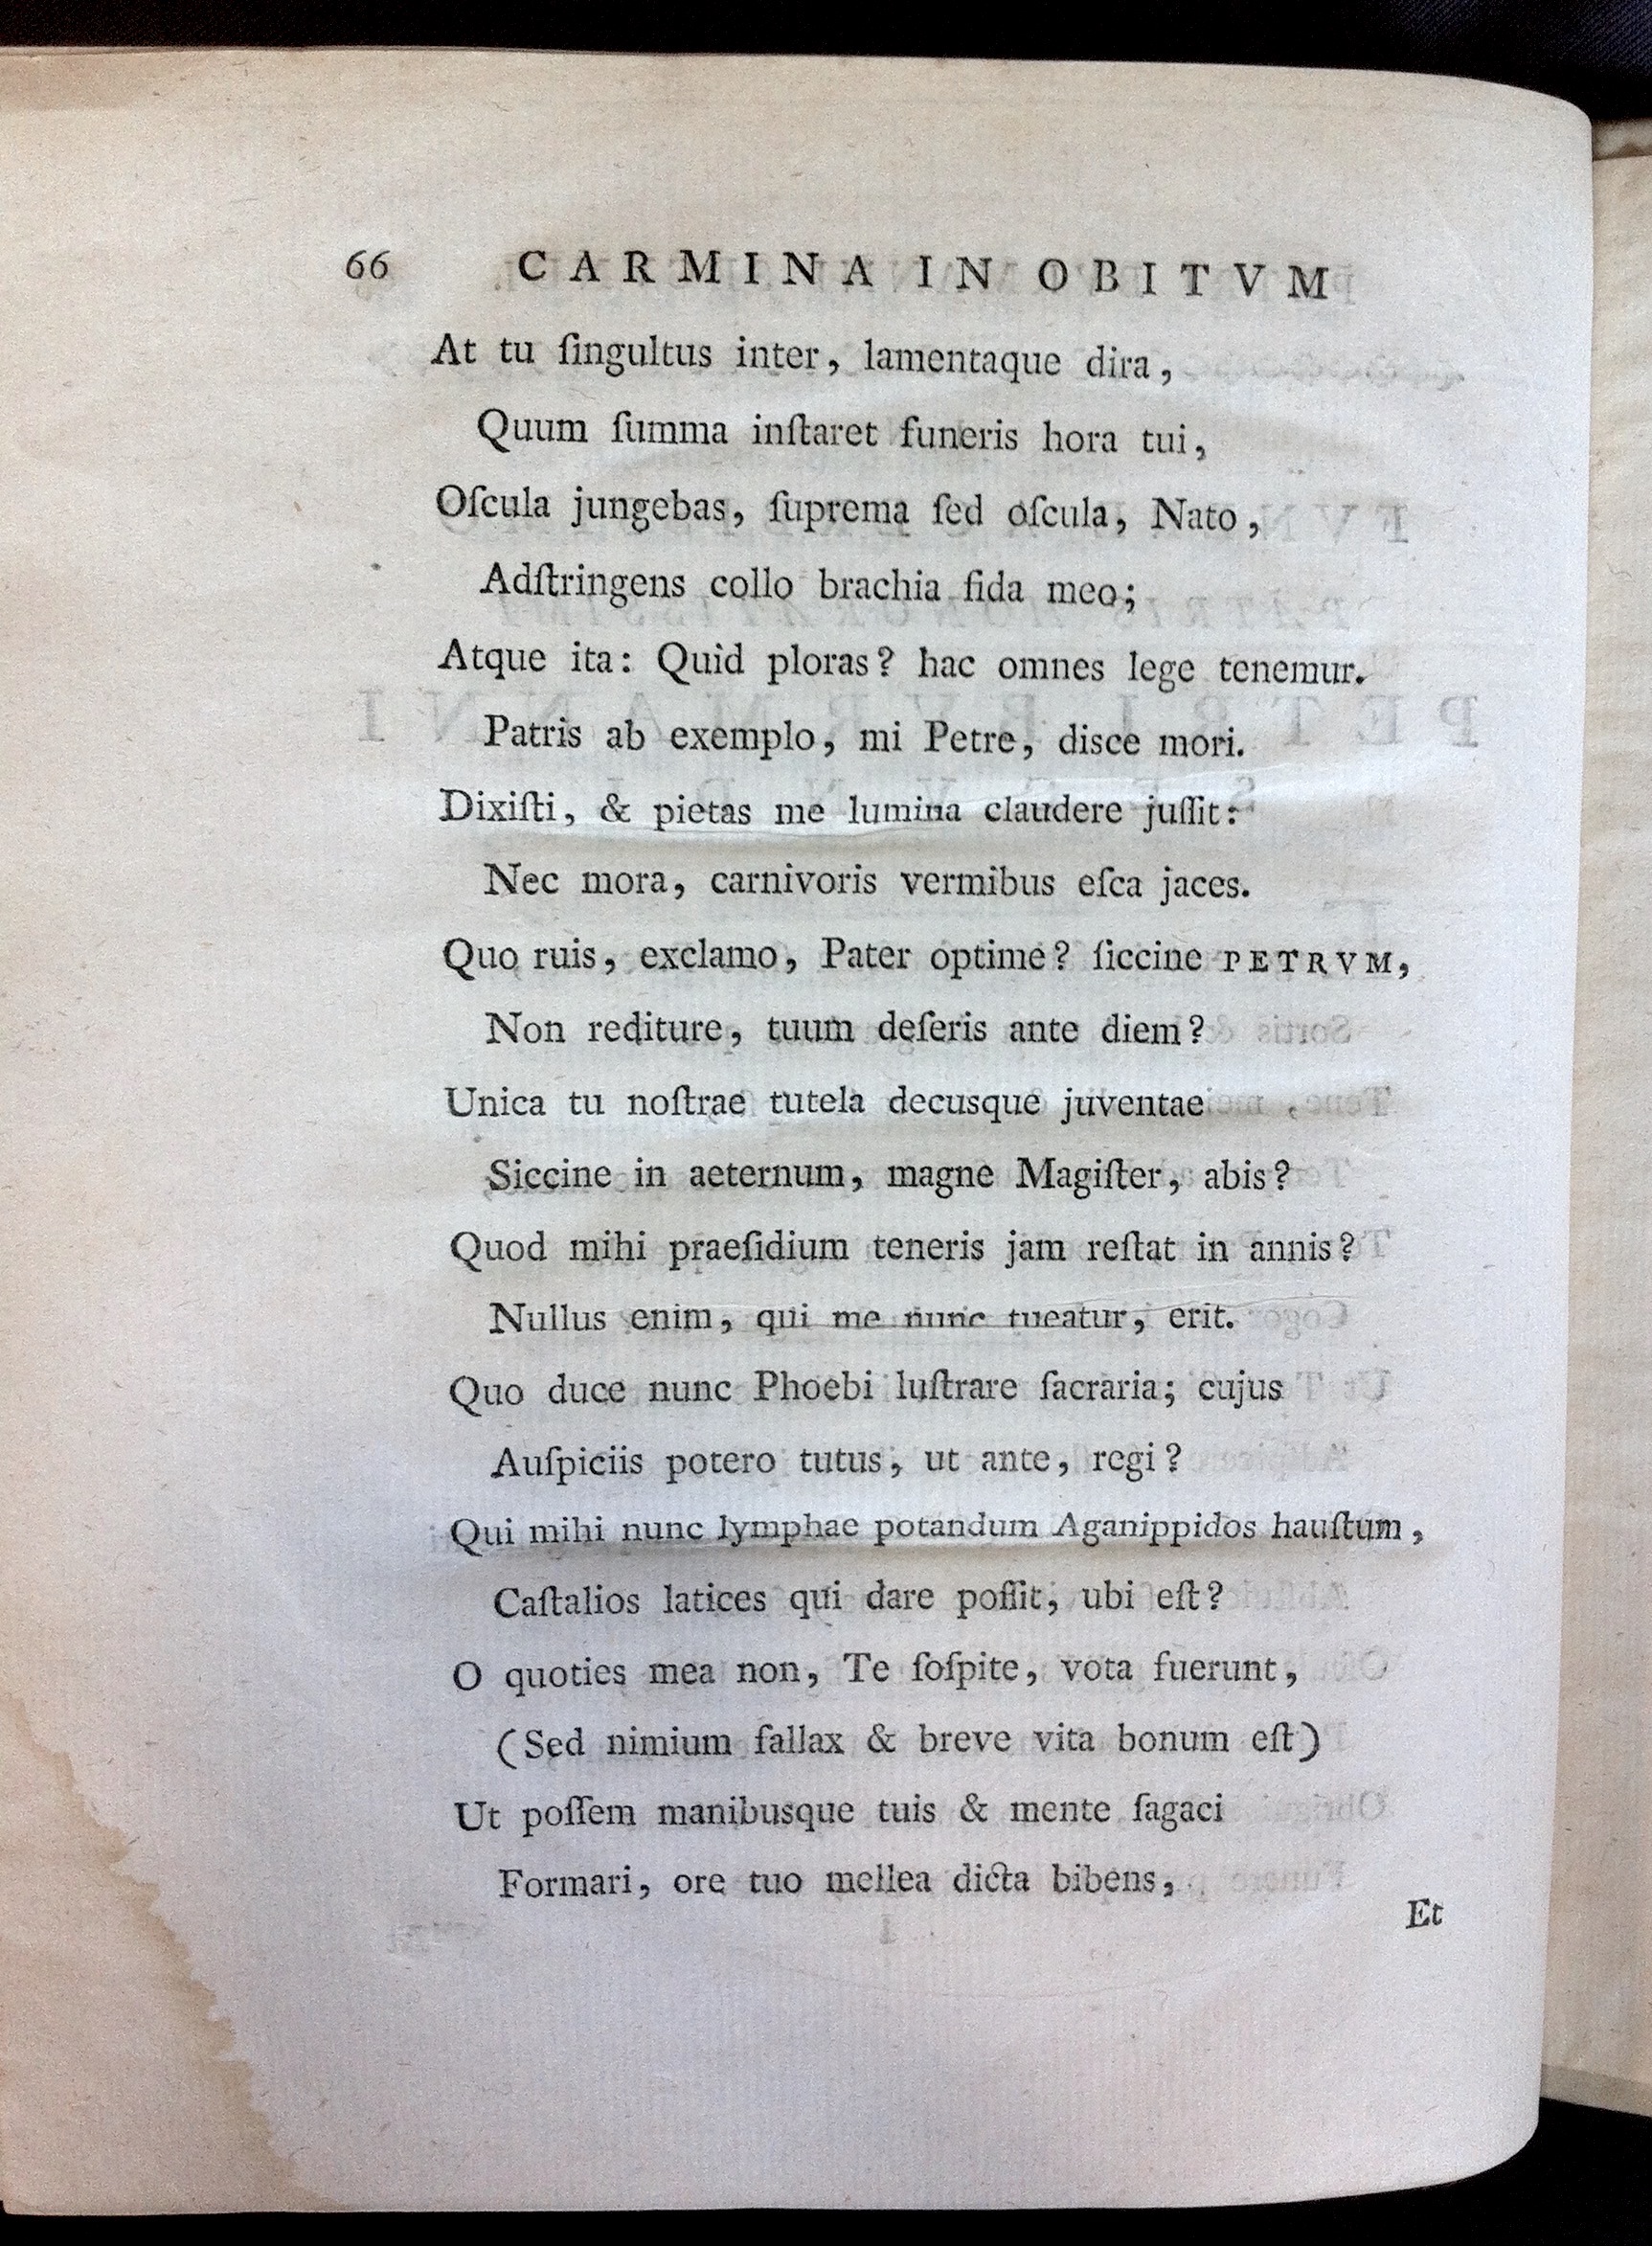 66 CARMINA IN OBITVM
At tu ſingultus inter, lamentaque dira,
Quum ſumma inſtaret funeris hora tui,
Oſcula jungebas, ſuprema ſed oſcula, Nato,
Adſtringens collo brachia fida meo;
Atque ita: Quid ploras? hac omnes lege tenemur.
Patris ab exemplo, mi Petre, disce mori.
Dixiſti, & pietas me lumina claudere juſſit:
Nec mora, carnivoris vermibus eſca jaces.
Quo ruis, exclamo, Pater optime? ſiccine PETRVM,
Non rediture, tuum deſeris ante diem?
Unica tu noſtrae tutela decusque juventae
Siccine in aeternum, magne Magiſter, abis?
Quod mihi praeſidium teneris jam reſtat in annis?
Nullus enim, qui me nunc tueatur, erit.
Quo duce nunc Phoebi luſtrare ſacraria; cujus
Auſpiciis potero tutus, ut ante, regi?
Qui mihi nunc lymphae potandum Aganippidos hauſtum,
Caſtalios latices qui dare poſſit, ubi eſt?
O quoties mea non, Te ſoſpite, vota fuerunt,
(Sed nimium fallax & breve vita bonum eſt)
Ut poſſem manibusque tuis & mente ſagaci
Formari, ore tuo mellea dicta bibens,
Et